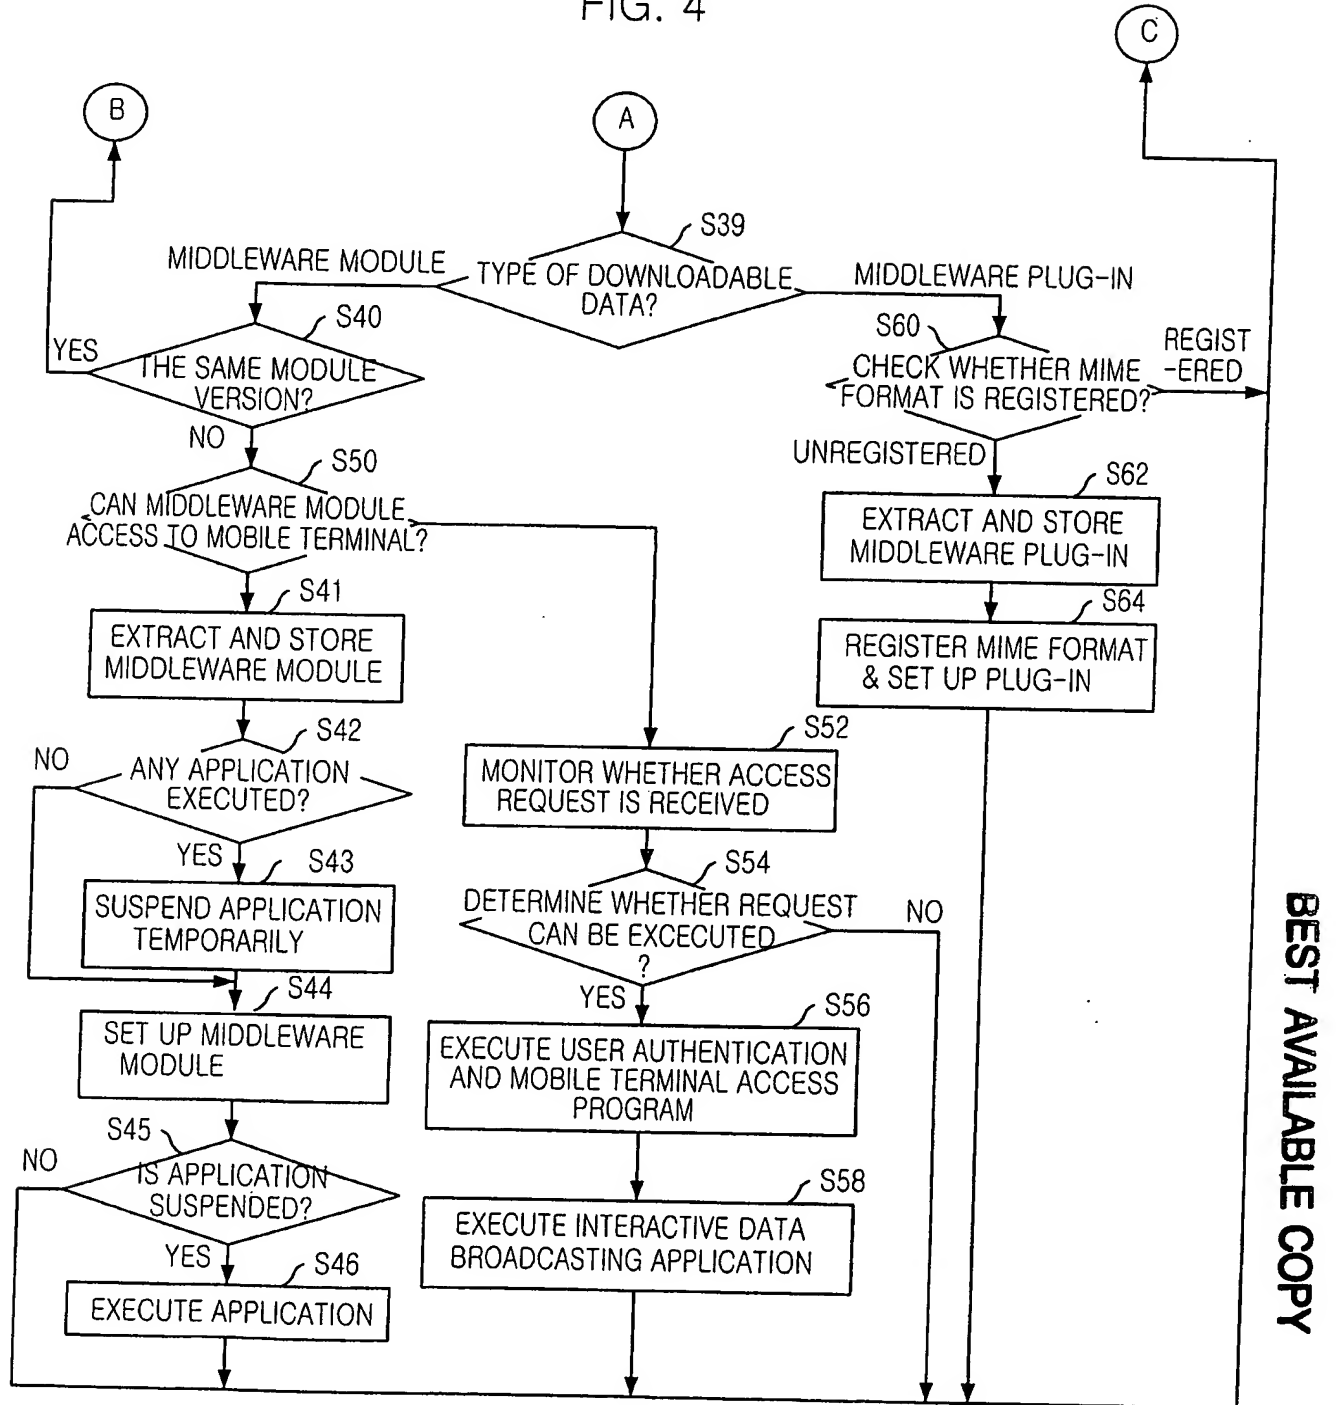 FIG. 4
C
B
A
S39
MIDDLEWARE MODULE
TYPE OF DOWNLOADABLE
DATA?
MIDDLEWARE PLUG-IN
S40
YES
THE SAME MODULE
VERSION?
NO
S60
CHECK WHETHER MIME
FORMAT IS REGISTERED?
REGIST
-ERED
UNREGISTERED
S50
CAN MIDDLEWARE MODULE
ACCESS TO MOBILE TERMINAL?
S62
EXTRACT AND STORE
MIDDLEWARE PLUG-IN
S41
EXTRACT AND STORE
MIDDLEWARE MODULE
S64
REGISTER MIME FORMAT
& SET UP PLUG-IN
S42
NO
ANY APPLICATION
EXECUTED?
YES
S52
MONITOR WHETHER ACCESS
REQUEST IS RECEIVED
S43
SUSPEND APPLICATION
TEMPORARILY
S54
DETERMINE WHETHER REQUEST
CAN BE EXCECUTED
?
NO
YES
S44
SET UP MIDDLEWARE
MODULE
S56
EXECUTE USER AUTHENTICATION
AND MOBILE TERMINAL ACCESS
PROGRAM
S45
NO
IS APPLICATION
SUSPENDED?
YES
S58
EXECUTE INTERACTIVE DATA
BROADCASTING APPLICATION
S46
EXECUTE APPLICATION
BEST AVAILABLE COPY